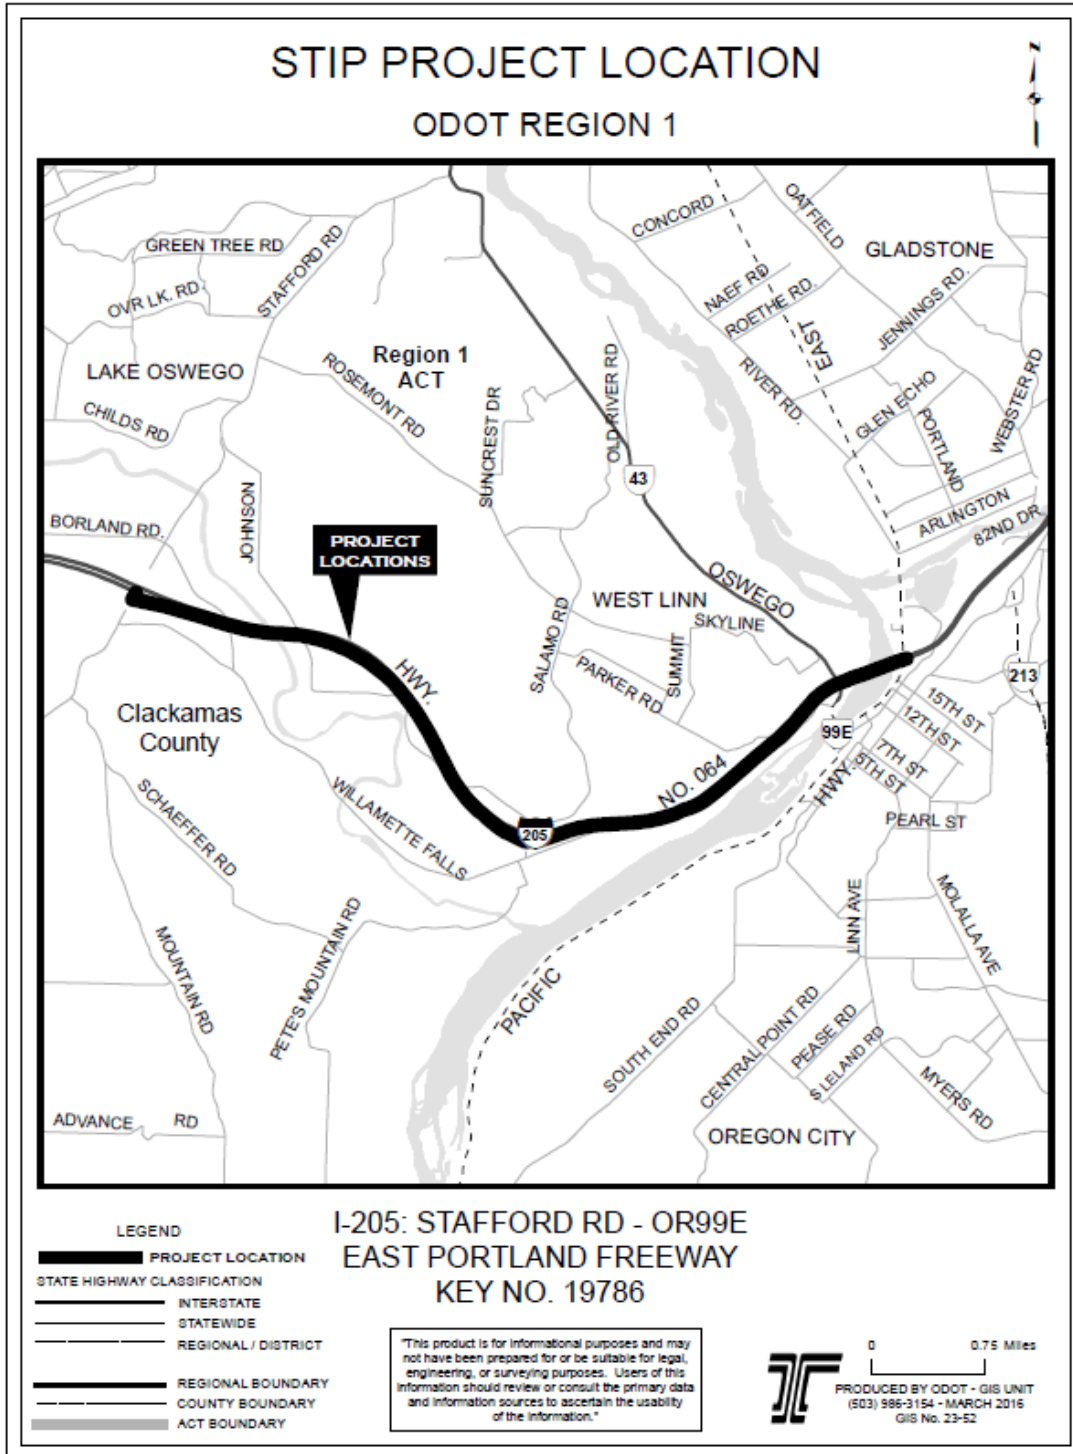 STIP PROJECT LOCATION
ODOT REGION 1
N
CONCORD
OATFIELD
GLADSTONE
GREEN TREE RD
STAFFORD RD
OVR LK. RD.
NAEF RD
ROETHE RD.
JENNINGS RD.
EAST
LAKE OSWEGO
Region 1
ACT
ROSEMONT RD
SUNCREST DR
OLD RIVER RD
RIVER RD.
GLEN ECHO
PORTLAND
WEBSTER RD
CHILDS RD
43
ARLINGTON
82ND DR
BORLAND RD.
JOHNSON
PROJECT
LOCATIONS
OSWEGO
WEST LINN
SKYLINE
SALAMO RD
SUMMIT
PARKER RD
HWY.
213
15TH ST
12TH ST
99E
7TH ST
5TH ST
HWY.
Clackamas
County
NO. 064
SCHAEFFER RD
WILLAMETTE FALLS
205
PEARL ST
LINN AVE
MOLALLA AVE
MOUNTAIN RD
PETE'S MOUNTAIN RD
PACIFIC
SOUTH END RD
CENTRAL POINT RD
PEASE RD
S LELAND RD
MYERS RD
ADVANCE RD
OREGON CITY
LEGEND
PROJECT LOCATION
STATE HIGHWAY CLASSIFICATION
INTERSTATE
STATEWIDE
REGIONAL / DISTRICT
REGIONAL BOUNDARY
COUNTY BOUNDARY
ACT BOUNDARY
I-205: STAFFORD RD - OR99E
EAST PORTLAND FREEWAY
KEY NO. 19786
"This product is for informational purposes and may
not have been prepared for or be suitable for legal,
engineering, or surveying purposes. Users of this
information should review or consult the primary data
and information sources to ascertain the usability
of the information."
0 0.75 Miles
PRODUCED BY ODOT - GIS UNIT
(503) 986-3154 - MARCH 2016
GIS No. 23-52